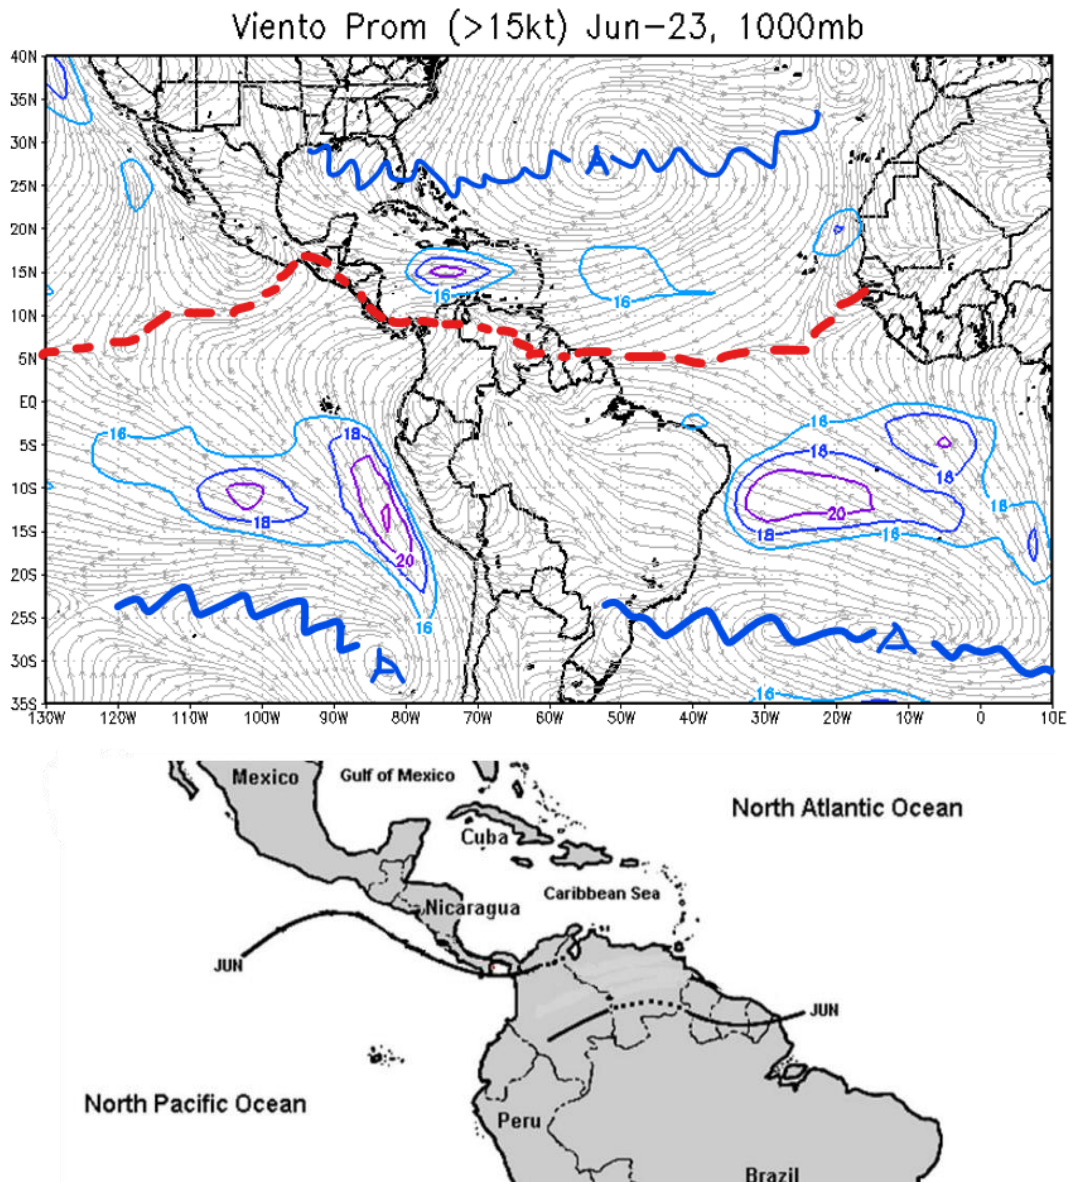 Viento Prom (>15kt) Jun-23, 1000mb
40N
35N
30N
A
25N
20N
15N
16
16
10N
5N
EQ
16
18
16
5S
18
10S
18
20
18
18
16
15S
20
20S
25S
16
A
30S
A
16
35S
130W 120W 110W 100W 90W 80W 70W 60W 50W 40W 30W 20W 10W 0 10E
Mexico
Gulf of Mexico
North Atlantic Ocean
Cuba
Caribbean Sea
Nicaragua
JUN
JUN
North Pacific Ocean
Peru
Brazil